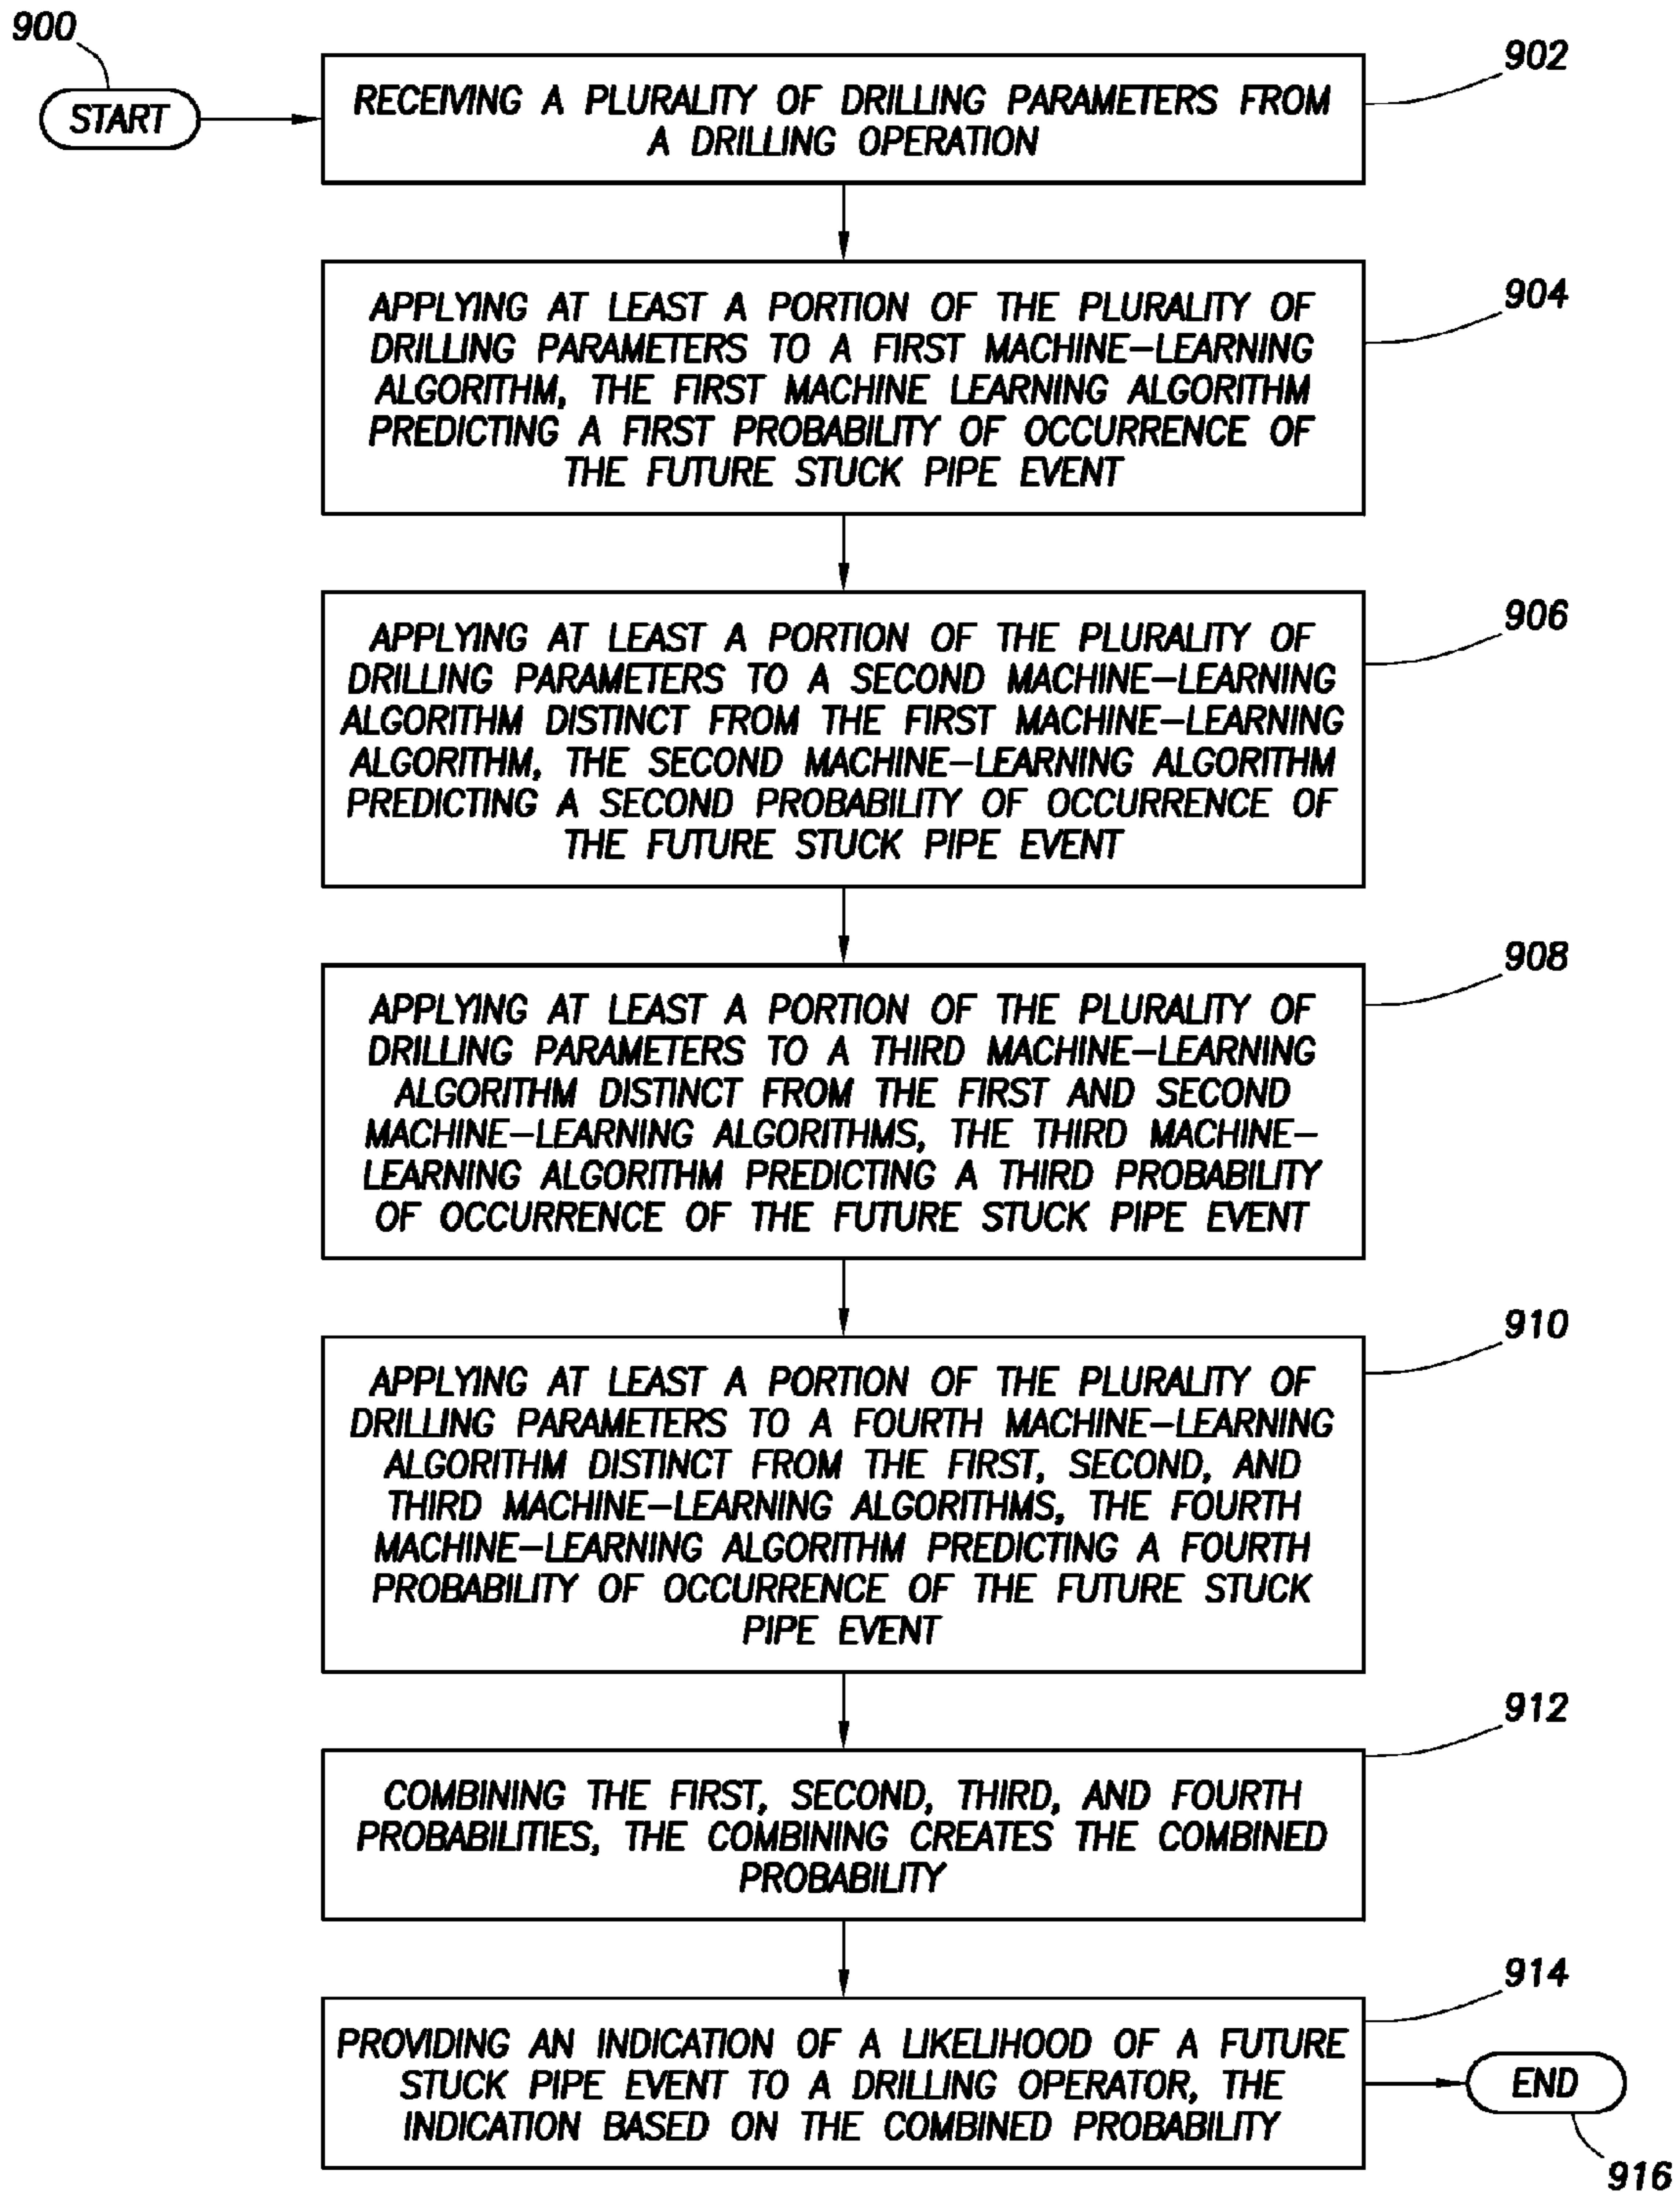 900
START
902
RECEIVING A PLURALITY OF DRILLING PARAMETERS FROM
A DRILLING OPERATION
904
APPLYING AT LEAST A PORTION OF THE PLURALITY OF
DRILLING PARAMETERS TO A FIRST MACHINE-LEARNING
ALGORITHM, THE FIRST MACHINE LEARNING ALGORITHM
PREDICTING A FIRST PROBABILITY OF OCCURRENCE OF
THE FUTURE STUCK PIPE EVENT
906
APPLYING AT LEAST A PORTION OF THE PLURALITY OF
DRILLING PARAMETERS TO A SECOND MACHINE-LEARNING
ALGORITHM DISTINCT FROM THE FIRST MACHINE-LEARNING
ALGORITHM, THE SECOND MACHINE-LEARNING ALGORITHM
PREDICTING A SECOND PROBABILITY OF OCCURRENCE OF
THE FUTURE STUCK PIPE EVENT
908
APPLYING AT LEAST A PORTION OF THE PLURALITY OF
DRILLING PARAMETERS TO A THIRD MACHINE-LEARNING
ALGORITHM DISTINCT FROM THE FIRST AND SECOND
MACHINE-LEARNING ALGORITHMS, THE THIRD MACHINE-
LEARNING ALGORITHM PREDICTING A THIRD PROBABILITY
OF OCCURRENCE OF THE FUTURE STUCK PIPE EVENT
910
APPLYING AT LEAST A PORTION OF THE PLURALITY OF
DRILLING PARAMETERS TO A FOURTH MACHINE-LEARNING
ALGORITHM DISTINCT FROM THE FIRST, SECOND, AND
THIRD MACHINE-LEARNING ALGORITHMS, THE FOURTH
MACHINE-LEARNING ALGORITHM PREDICTING A FOURTH
PROBABILITY OF OCCURRENCE OF THE FUTURE STUCK
PIPE EVENT
912
COMBINING THE FIRST, SECOND, THIRD, AND FOURTH
PROBABILITIES, THE COMBINING CREATES THE COMBINED
PROBABILITY
914
PROVIDING AN INDICATION OF A LIKELIHOOD OF A FUTURE
STUCK PIPE EVENT TO A DRILLING OPERATOR, THE
INDICATION BASED ON THE COMBINED PROBABILITY
END
916